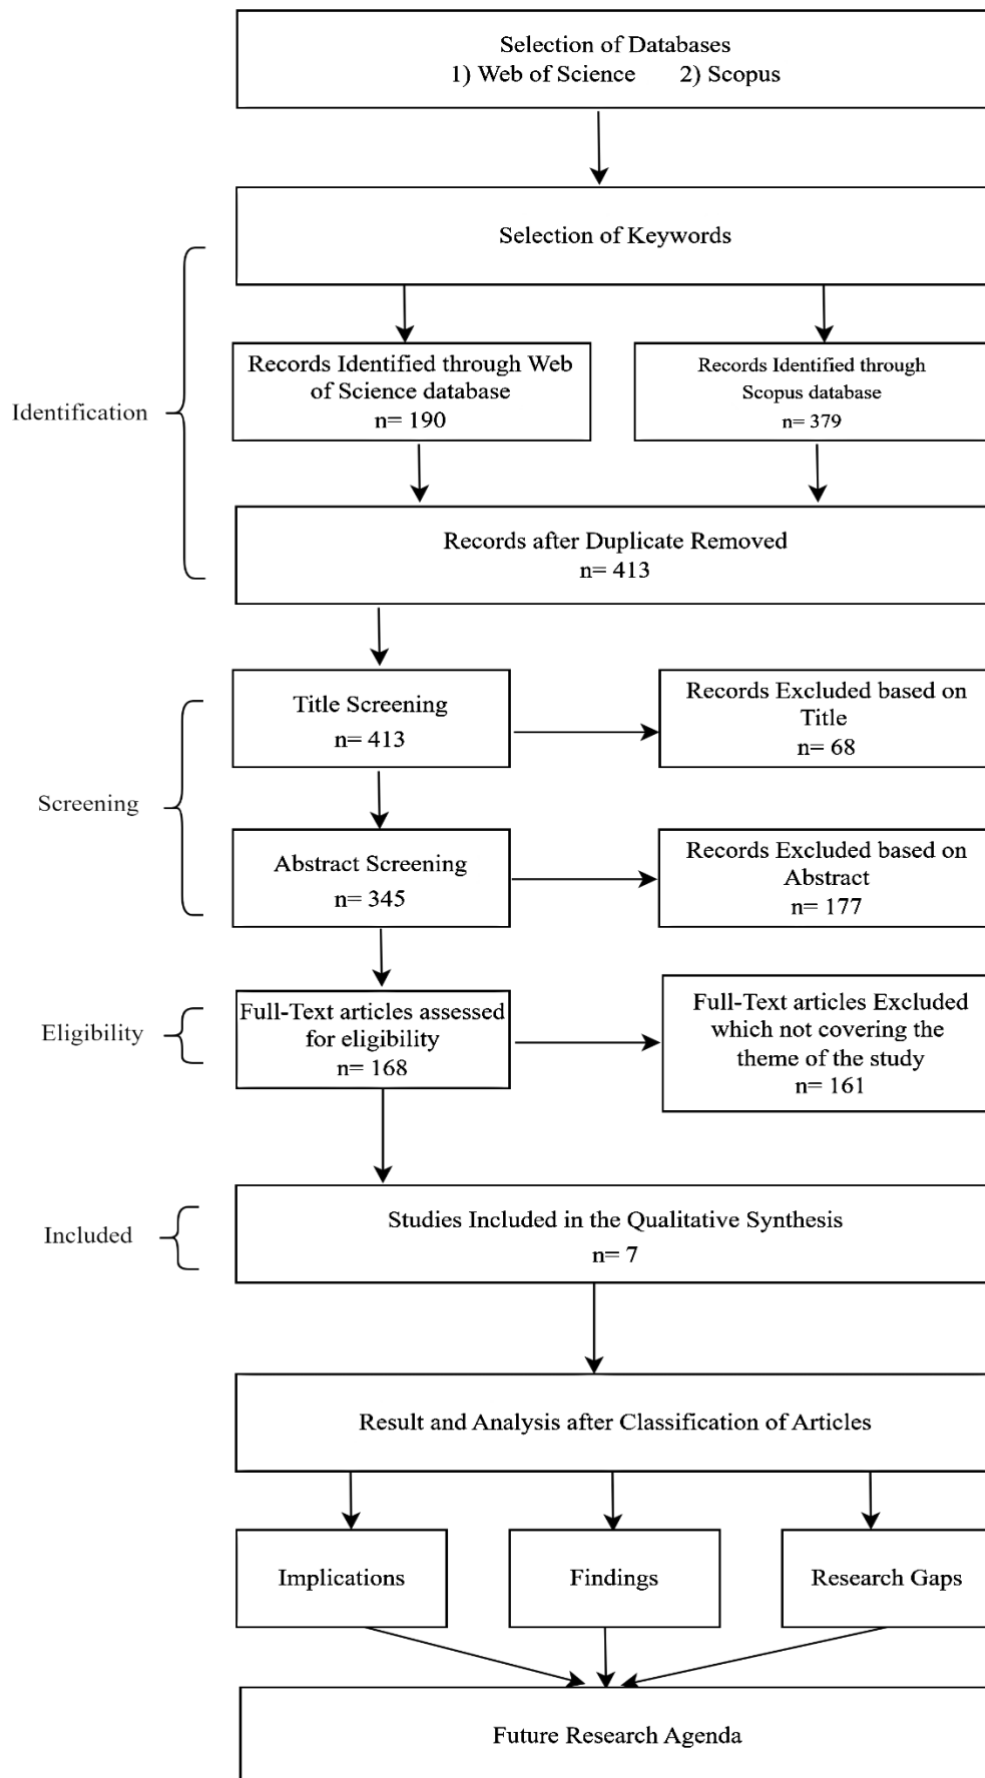 Selection of Databases
1) Web of Science 2) Scopus
Selection of Keywords
Identification
Records Identified through Web
of Science database
n= 190
Records Identified through
Scopus database
n= 379
Records after Duplicate Removed
n= 413
Screening
Title Screening
n= 413
Records Excluded based on
Title
n= 68
Abstract Screening
n= 345
Records Excluded based on
Abstract
n= 177
Eligibility
Full-Text articles assessed
for eligibility
n= 168
Full-Text articles Excluded
which not covering the
theme of the study
n= 161
Included
Studies Included in the Qualitative Synthesis
n= 7
Result and Analysis after Classification of Articles
Implications
Findings
Research Gaps
Future Research Agenda